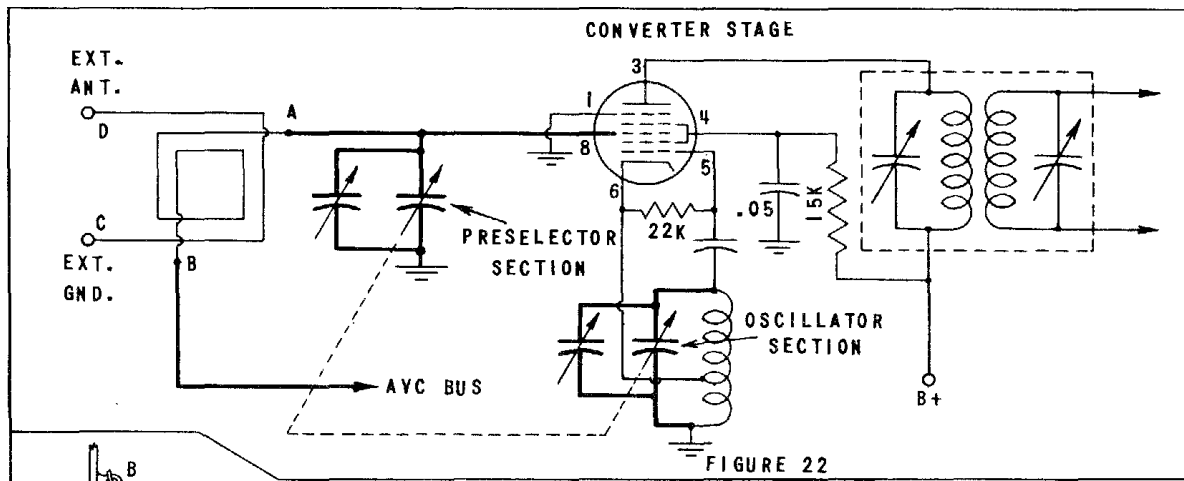 CONVERTER STAGE
EXT.
ANT.
D
A
3
1
4
8
5
6
C
EXT.
GND.
B
PRESELECTOR
SECTION
22K
.05
15K
OSCILLATOR
SECTION
AVC BUS
B+
FIGURE 22
B